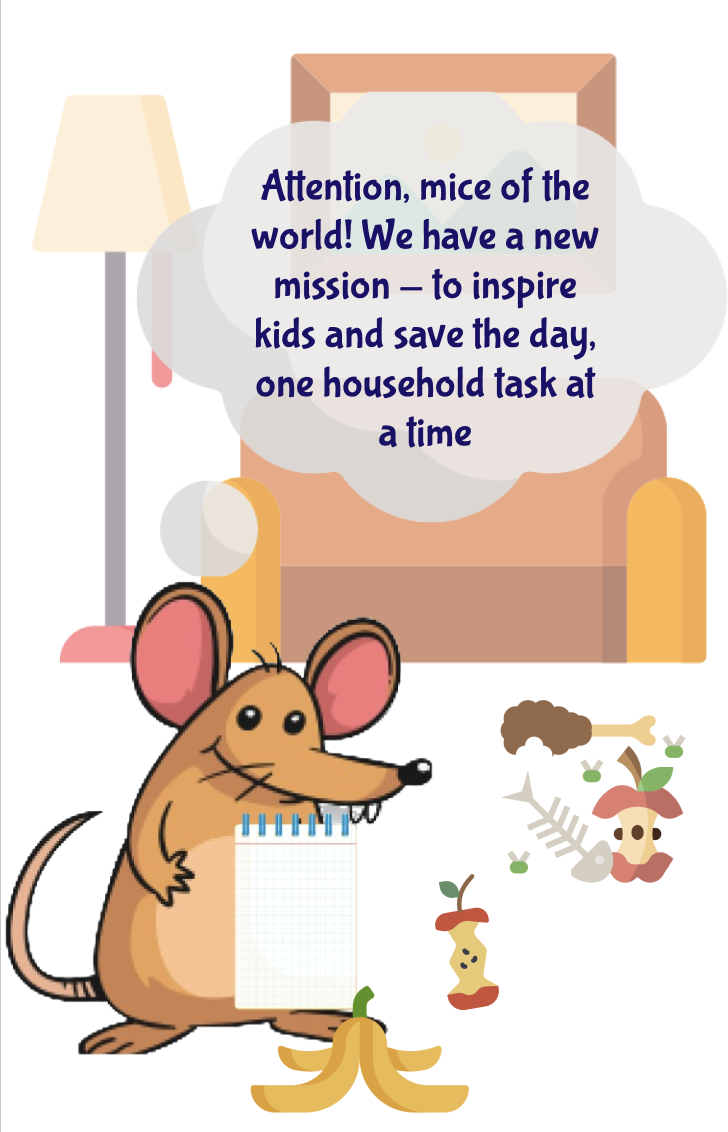 Attention, mice of the
world! We have a new
mission – to inspire
kids and save the day,
one household task at
a time